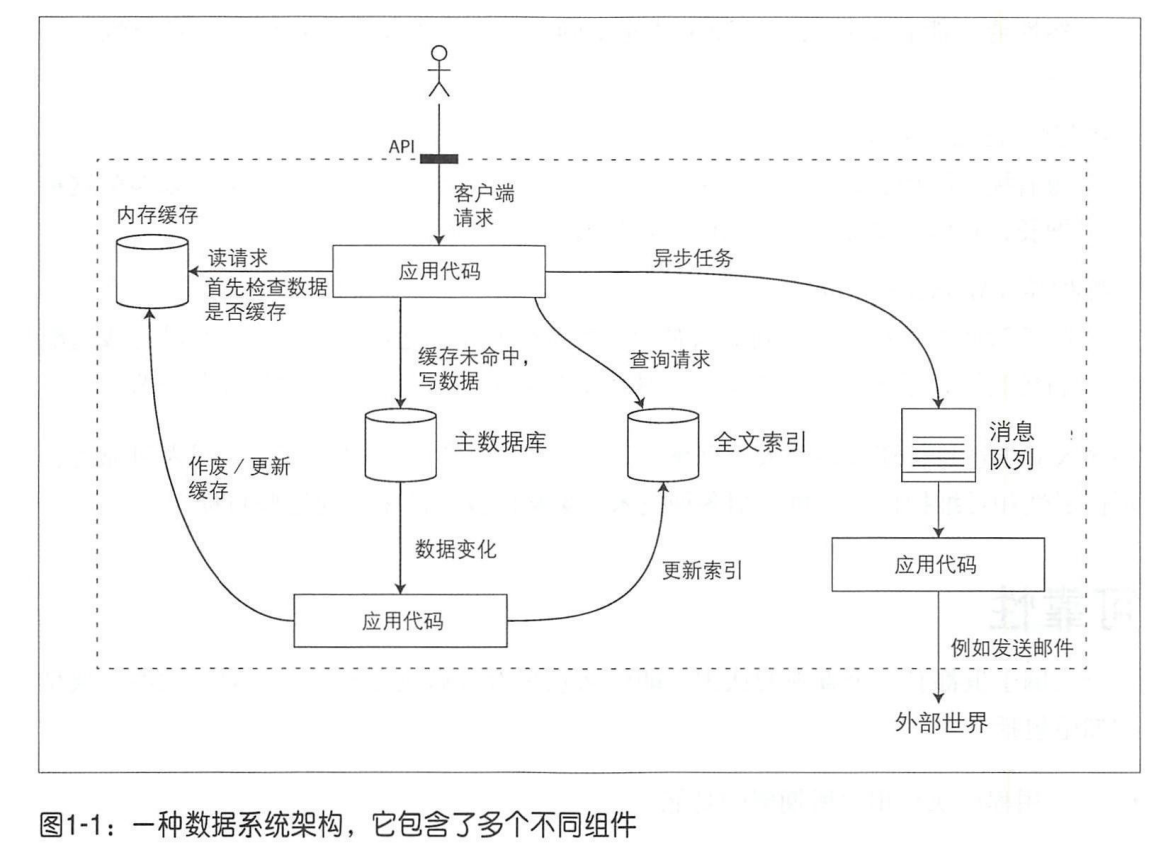 API
客户端
请求
内存缓存
读请求
首先检查数据
是否缓存
应用代码
异步任务
缓存未命中，
写数据
查询请求
主数据库
全文索引
消息
队列
作废／更新
缓存
数据变化
更新索引
应用代码
应用代码
例如发送邮件
外部世界
图1-1：一种数据系统架构，它包含了多个不同组件